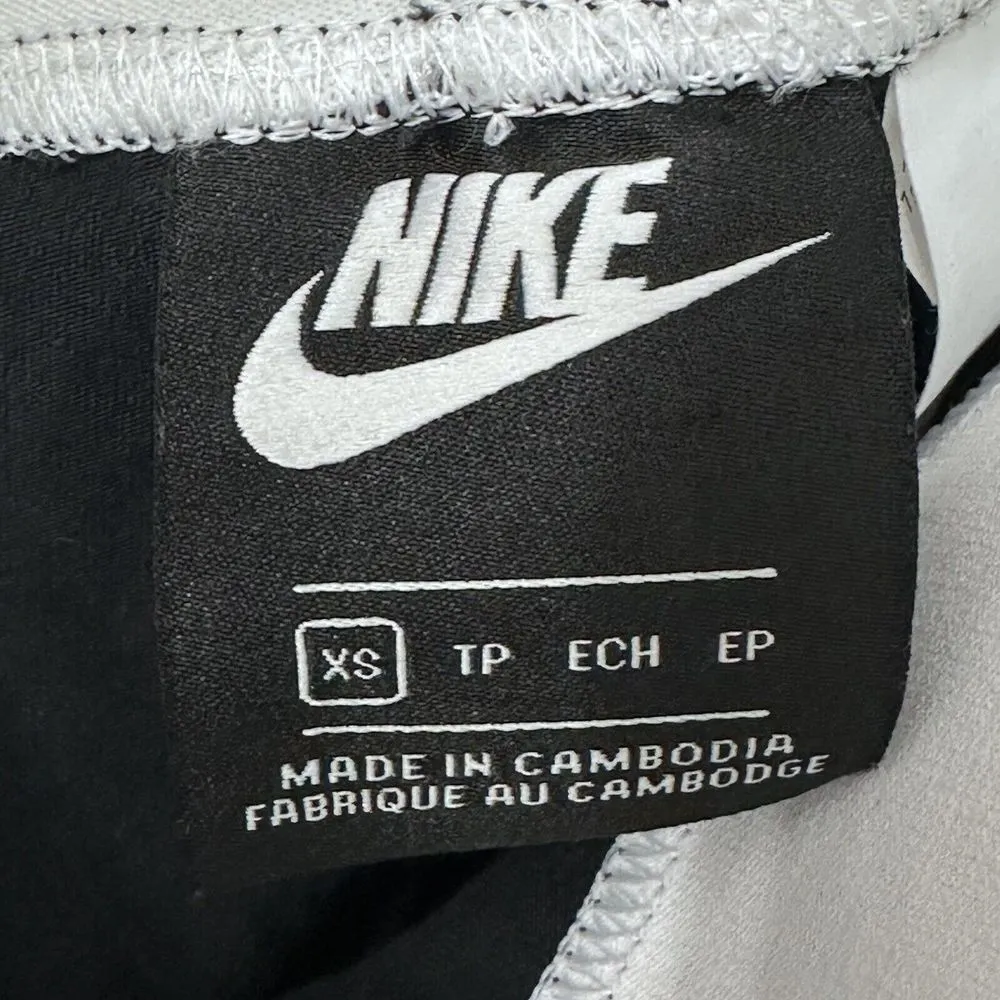 NIKE
XS TP ECH EP
MADE IN CAMBODIA
FABRIQUE AU CAMBODGE